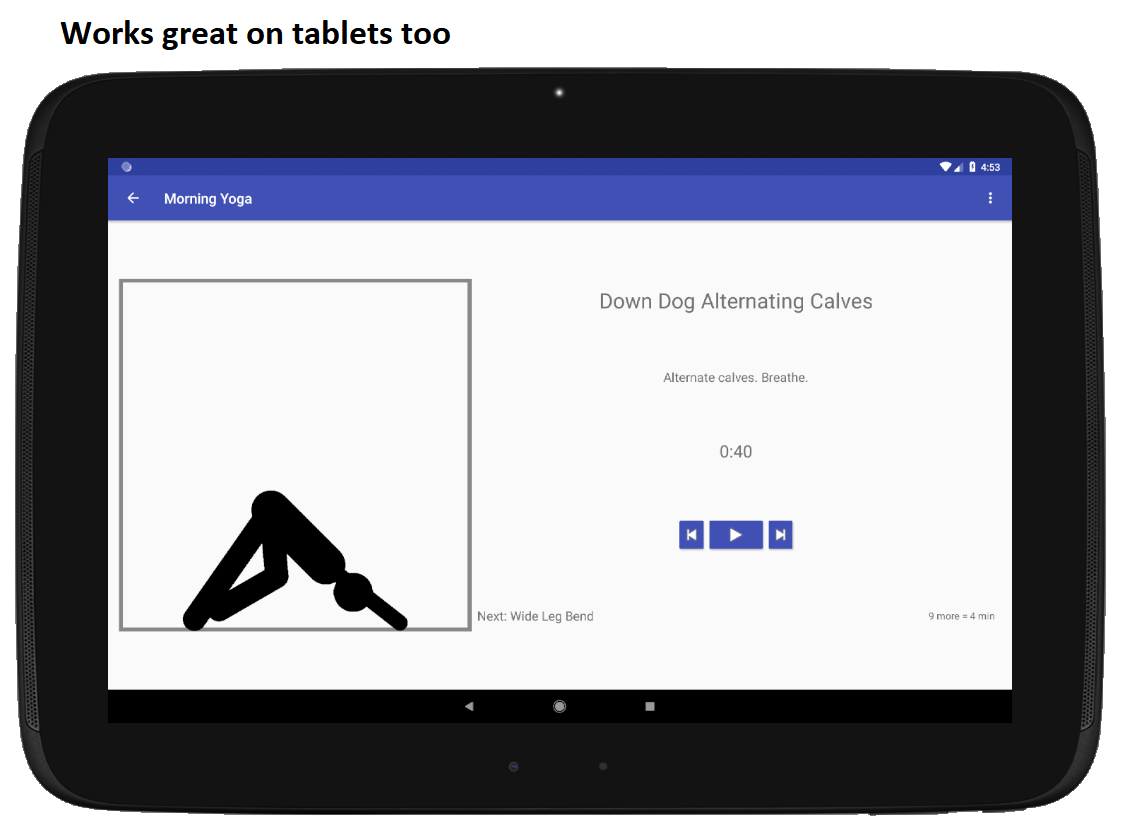 Works great on tablets too
4:53
Morning Yoga
Down Dog Alternating Calves
Alternate calves. Breathe.
0:40
Next: Wide Leg Bend
9 more = 4 min